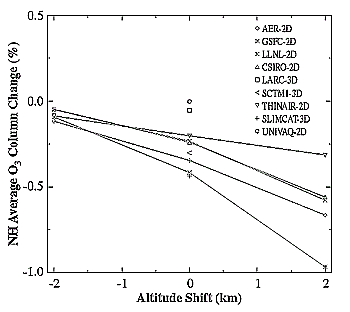 0.5
0.0
-0.5
-1.0
NH Average O3 Column Change (%)
AER-2D
GSFC-2D
LLNL-2D
CSIRO-2D
LARC-3D
SCTM1-3D
THINAIR-2D
SLIMCAT-3D
UNIVAQ-2D
-2 -1 0 1 2
Altitude Shift (km)